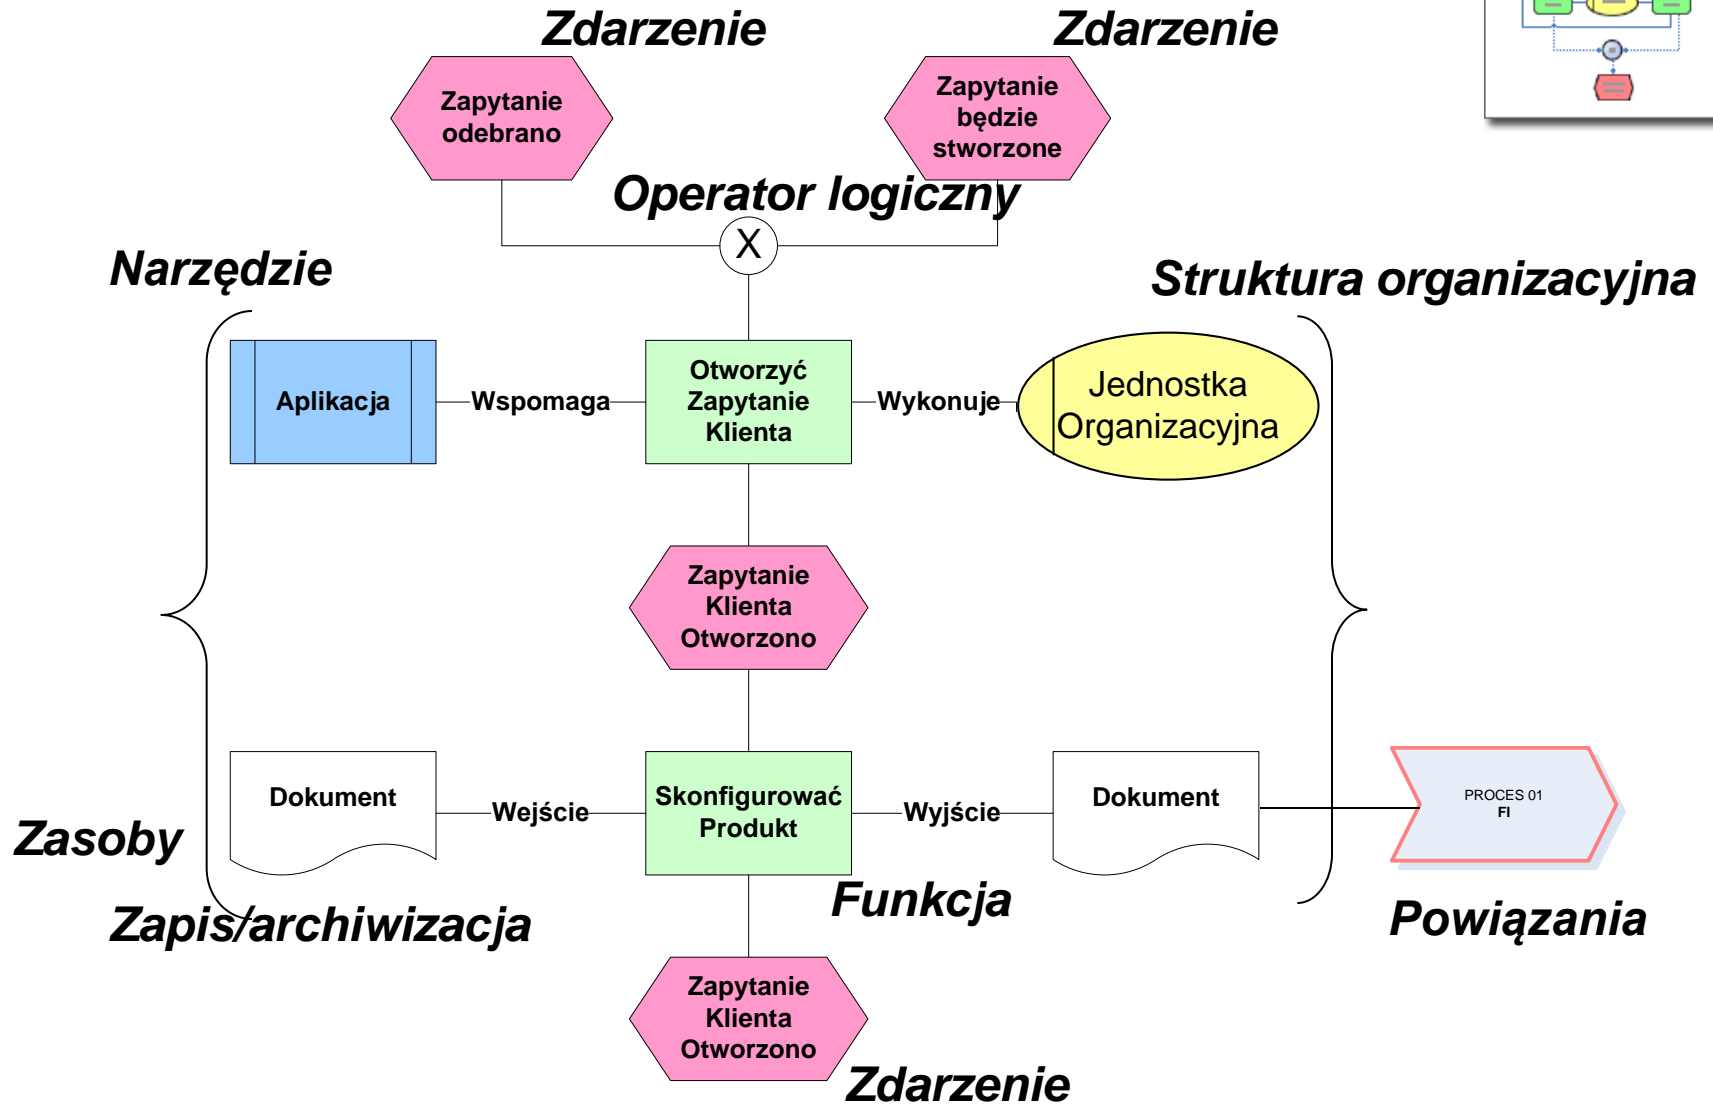 Zdarzenie
Zdarzenie
Zapytanie
odebrano
Zapytanie
będzie
stworzone
Operator logiczny
X
Narzędzie
Struktura organizacyjna
Aplikacja
Wspomaga
Otworzyć
Zapytanie
Klienta
Wykonuje
Jednostka
Organizacyjna
Zapytanie
Klienta
Otworzono
Dokument
Wejście
Skonfigurować
Produkt
Wyjście
Dokument
PROCES 01
FI
Zasoby
Funkcja
Zapis/archiwizacja
Powiązania
Zapytanie
Klienta
Otworzono
Zdarzenie